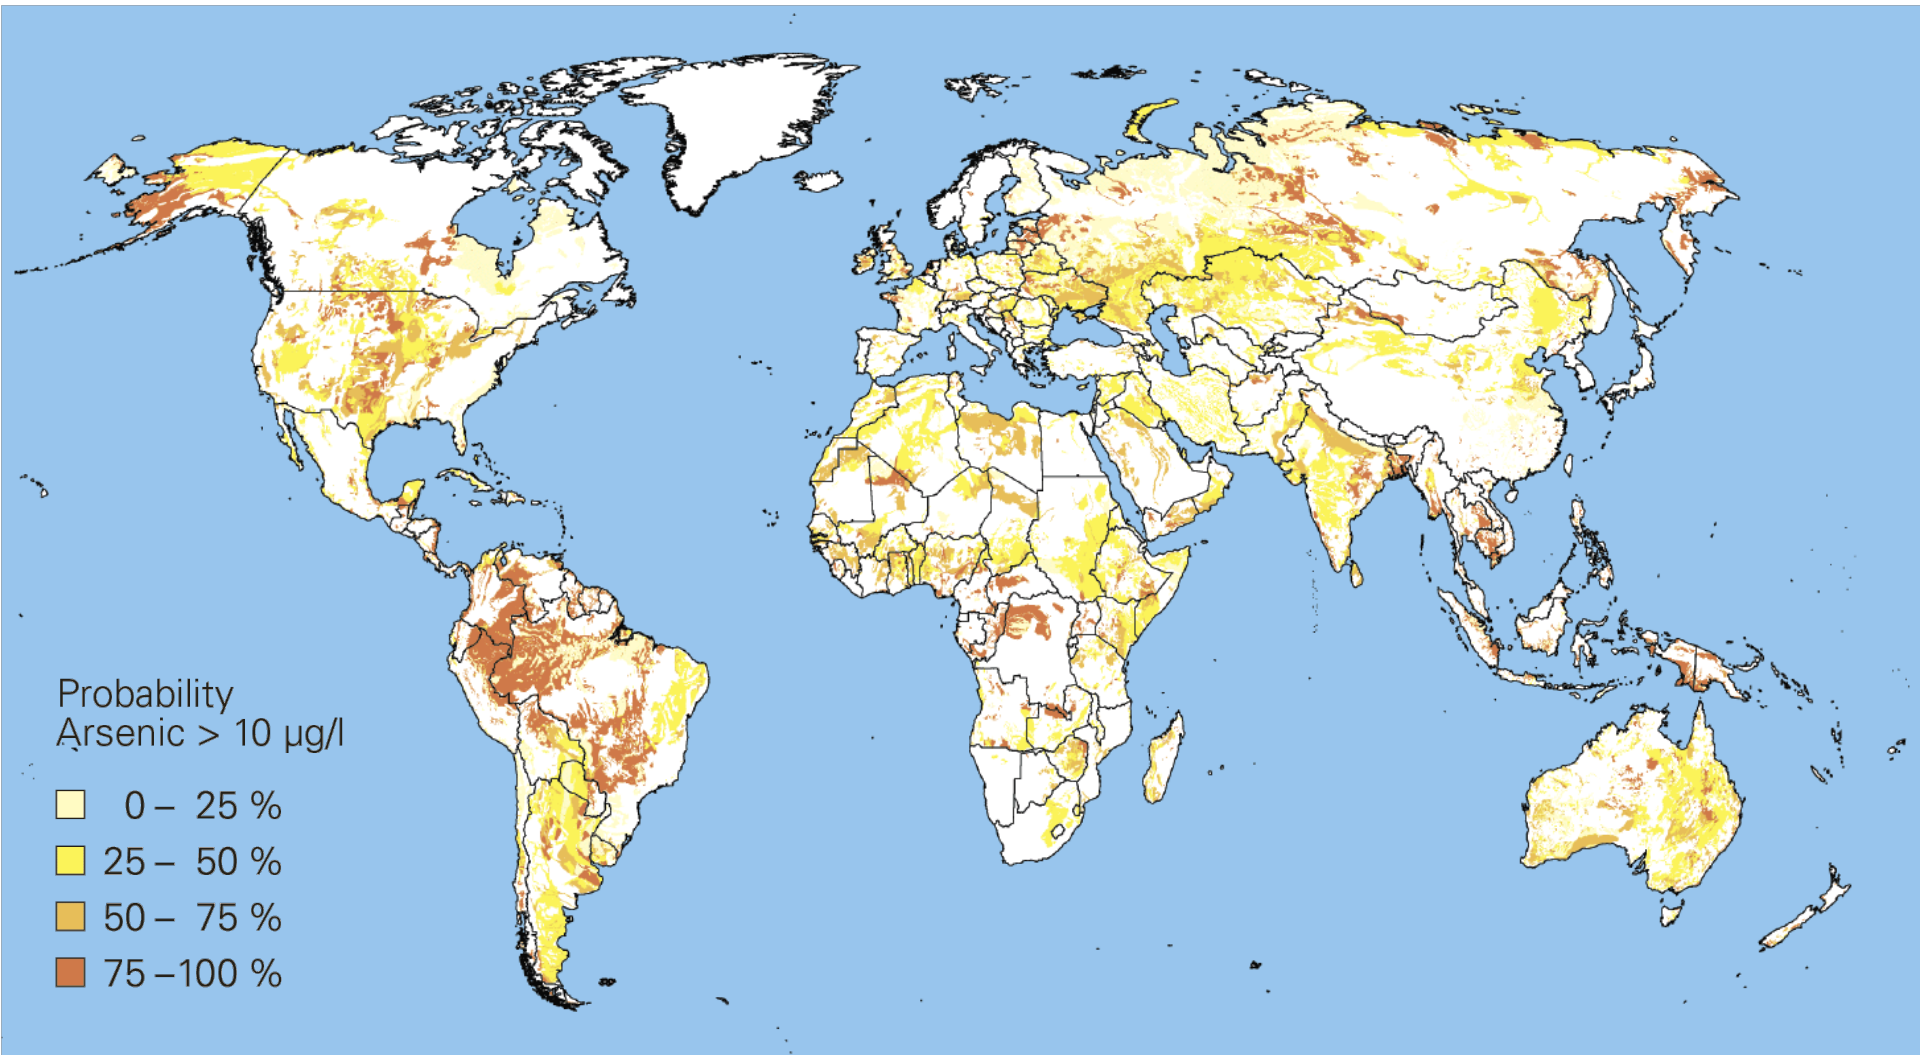 Probability
Arsenic > 10 µg/l
0 – 25 %
25 – 50 %
50 – 75 %
75 –100 %